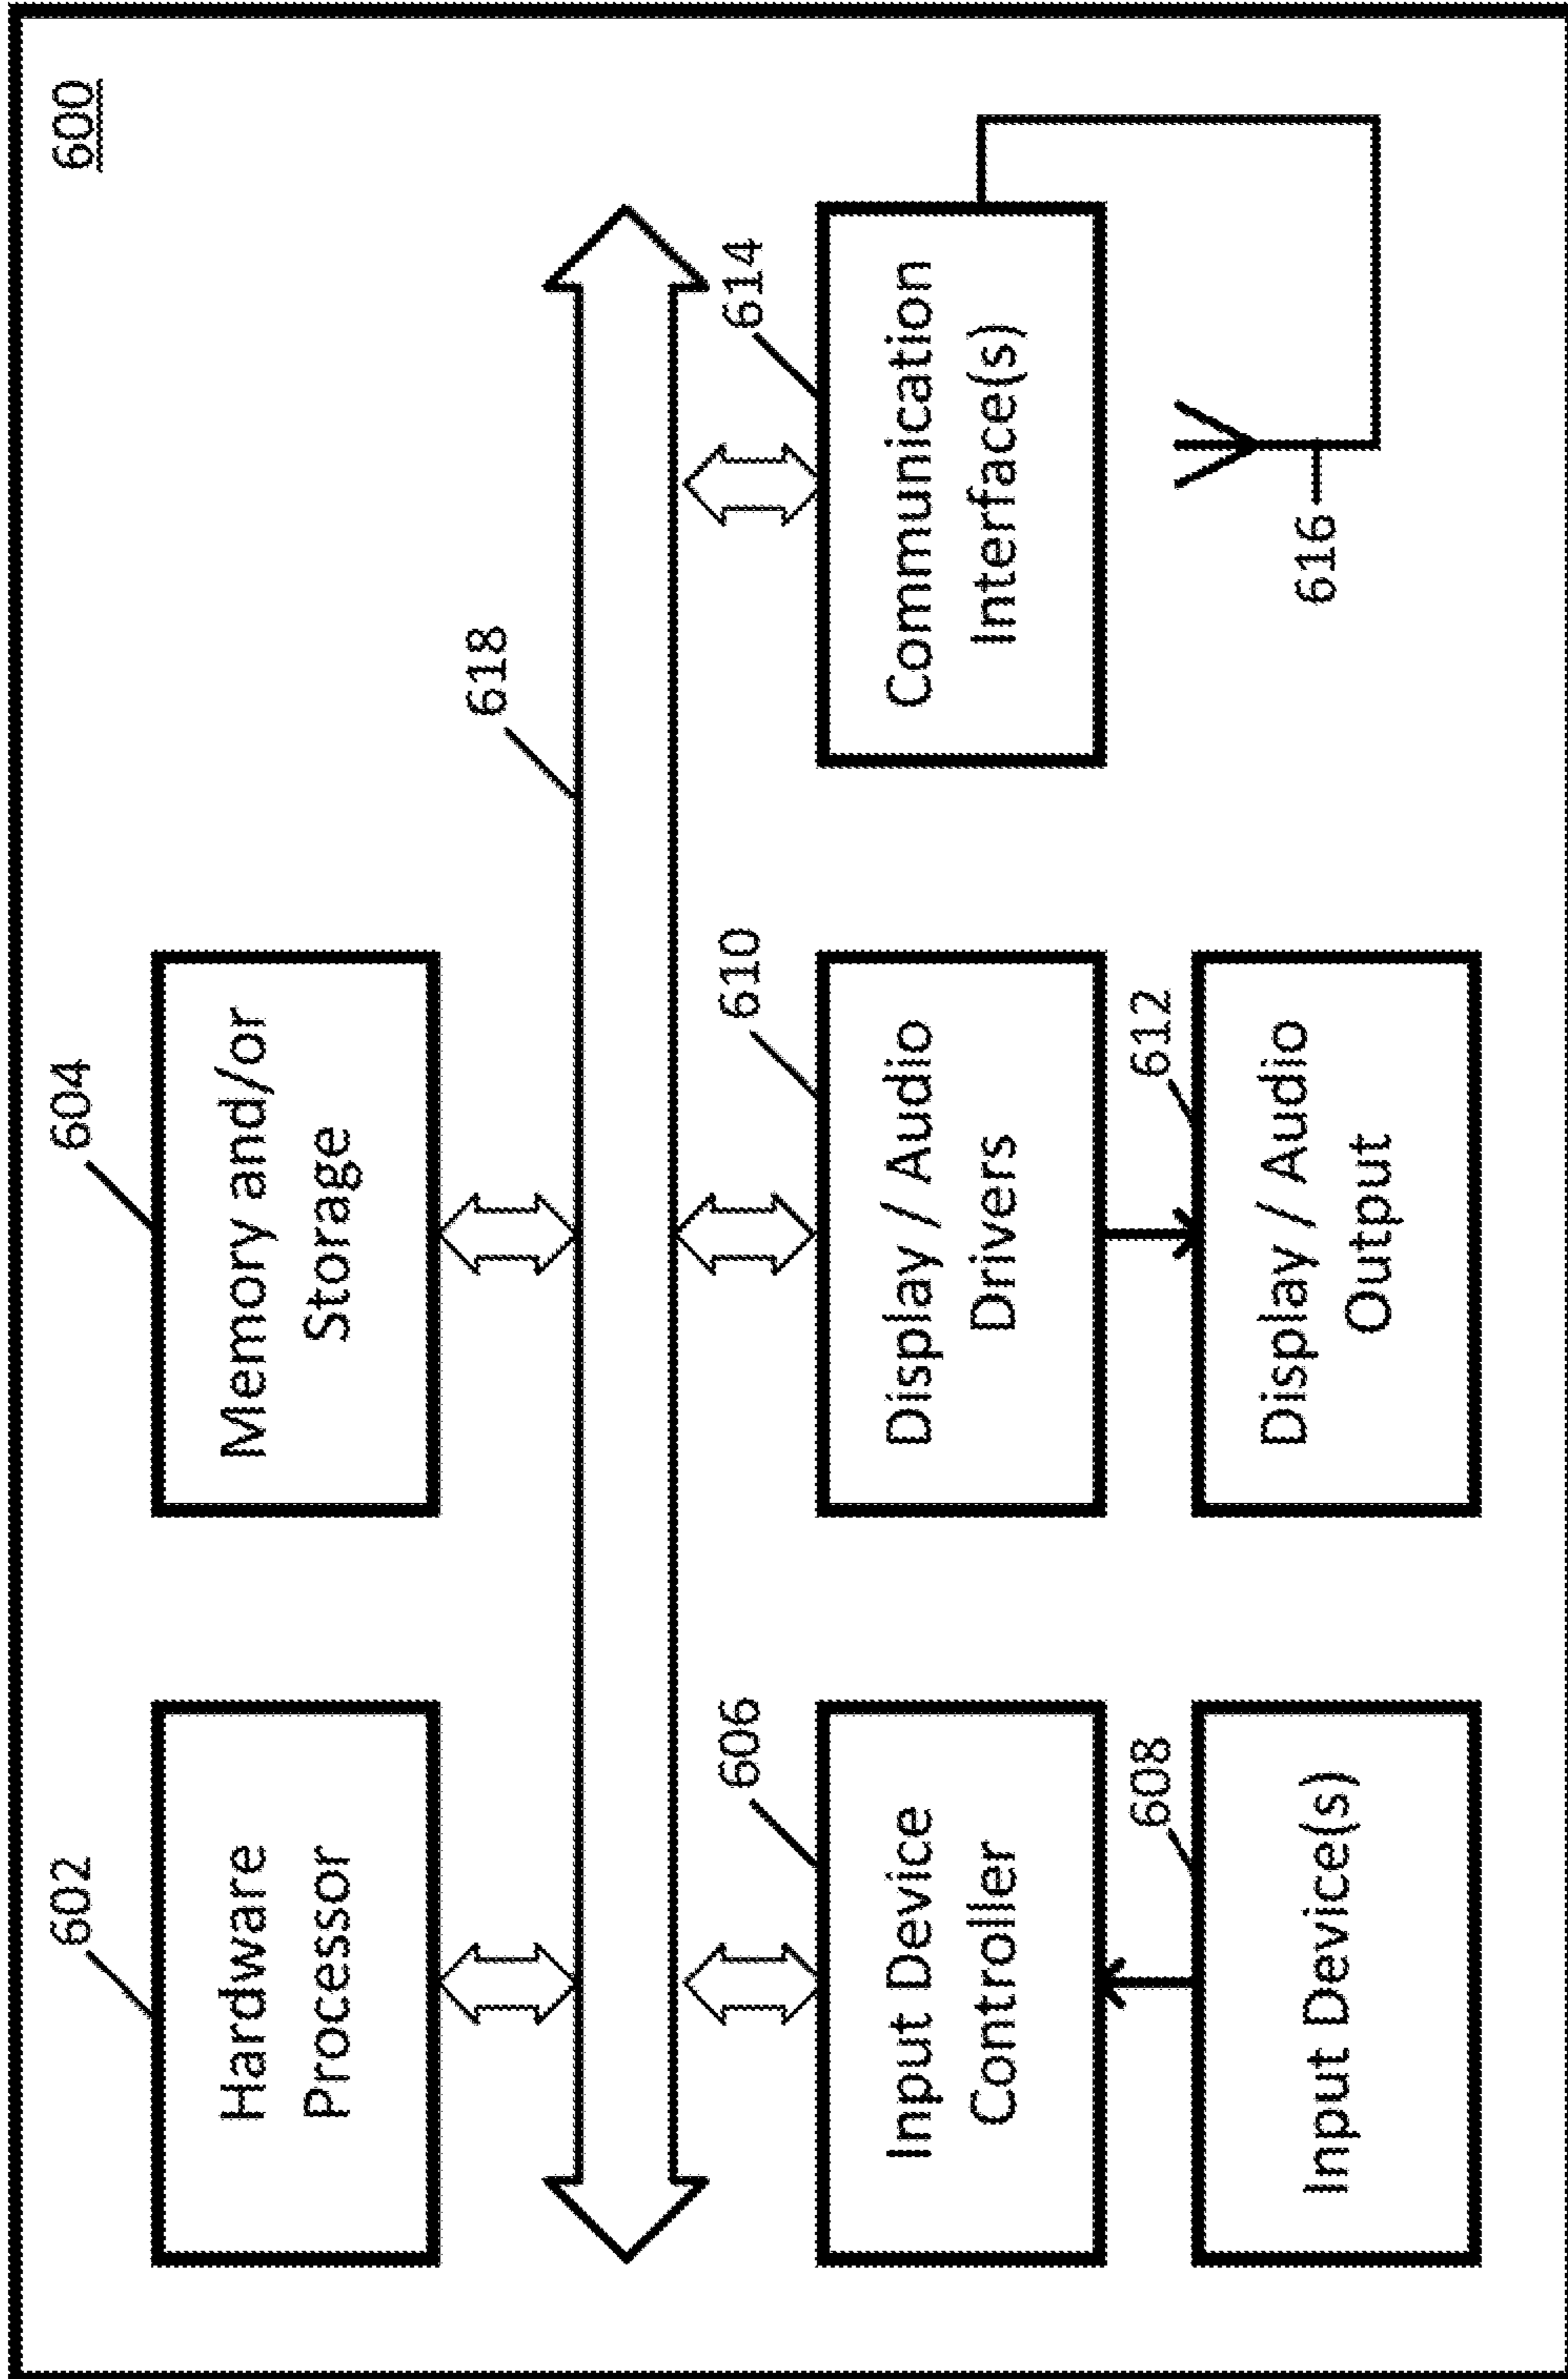 600
602
Hardware
Processor
604
Memory and/or
Storage
618
606
Input Device
Controller
610
Display / Audio
Drivers
614
Communication
Interface(s)
608
Input Device(s)
612
Display / Audio
Output
616